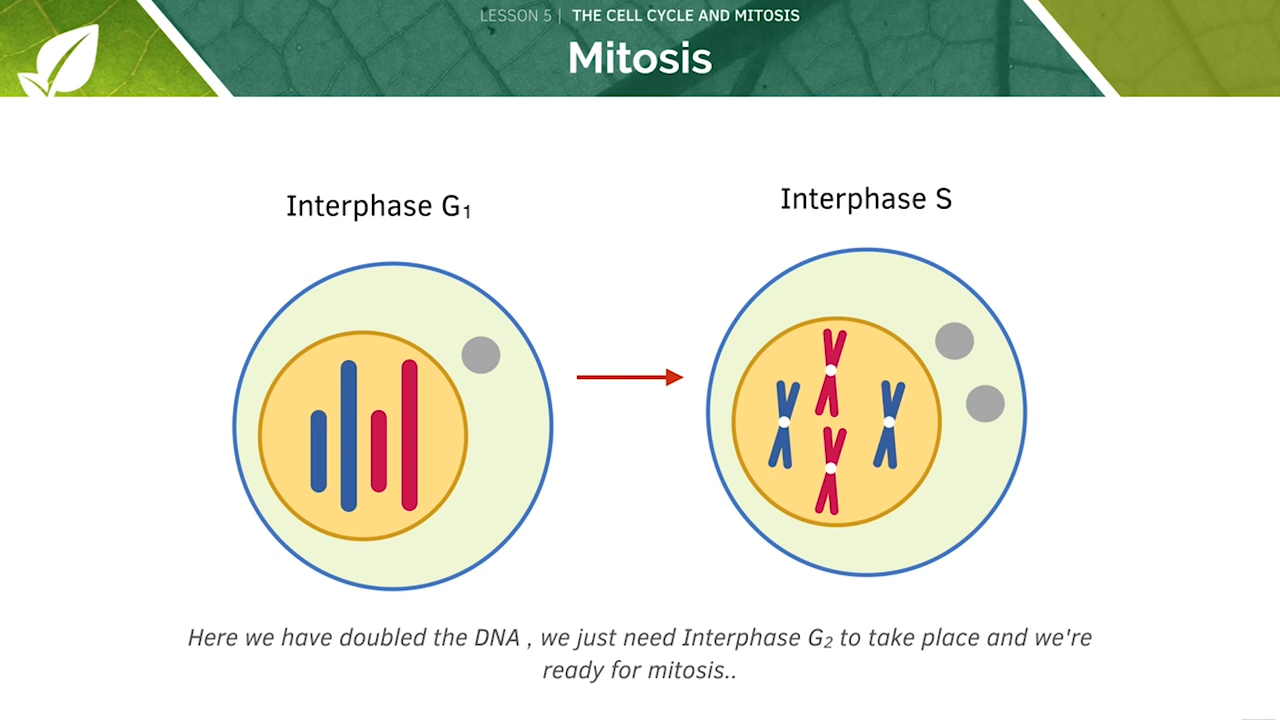 LESSON 5 | THE CELL CYCLE AND MITOSIS
Mitosis
Interphase G₁
Interphase S
Here we have doubled the DNA , we just need Interphase G₂ to take place and we're
ready for mitosis..